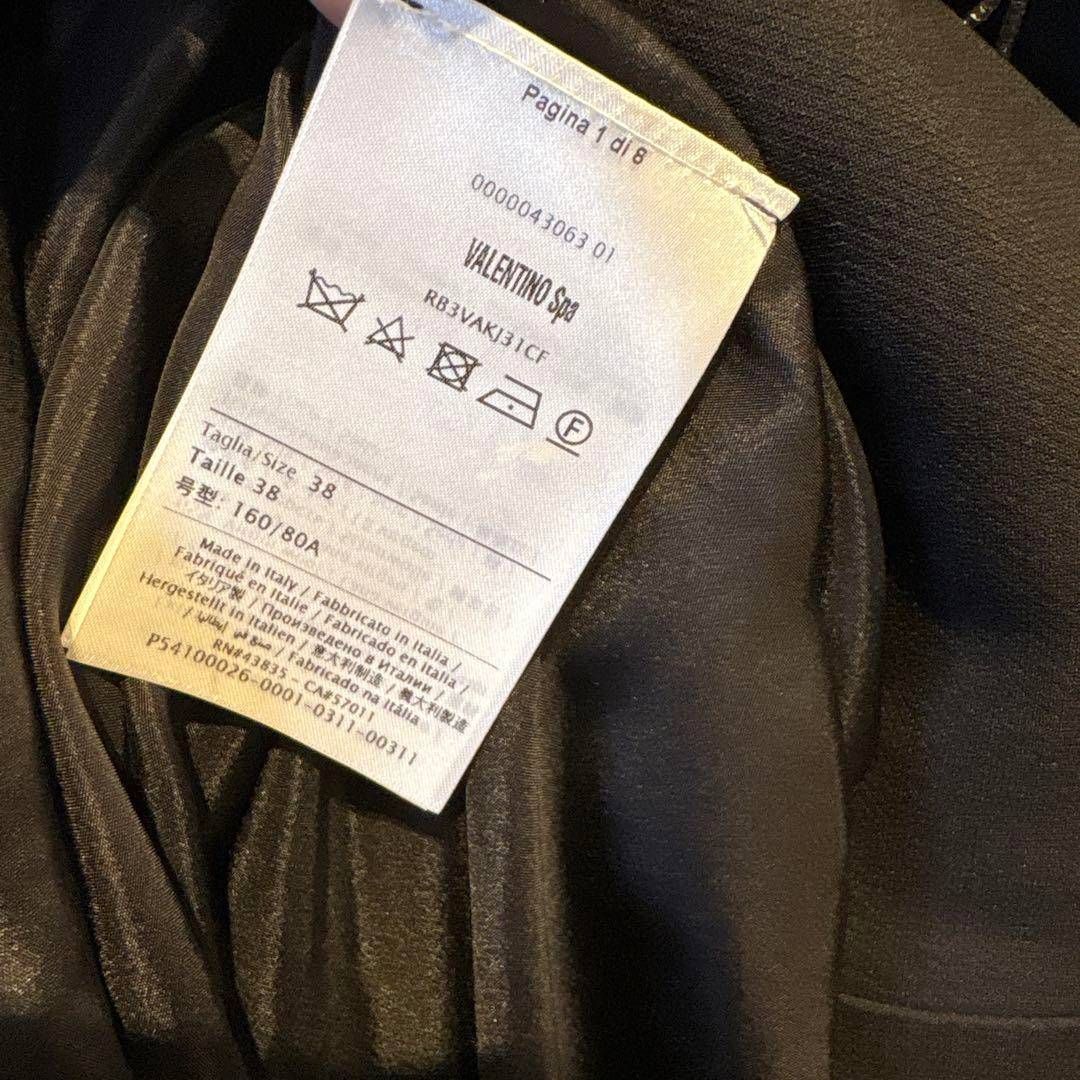 Pagina 1 di 8
0000043063 01
VALENTINO Spa
RB3VAKJ31CF
F
Taglia/Size 38
Taille 38
号型: 160/80A
Made in Italy / Fabbricato in Italia /
Fabriqué en Italie / Fabricado en Italia /
イタリア製 / Произведено в Италии /
Hergestellt in Italien / 意大利制造 / 義大利製造
/ Fabricado na Itália
RN#43835 - CA#57011
P54100026-0001-0311-00311